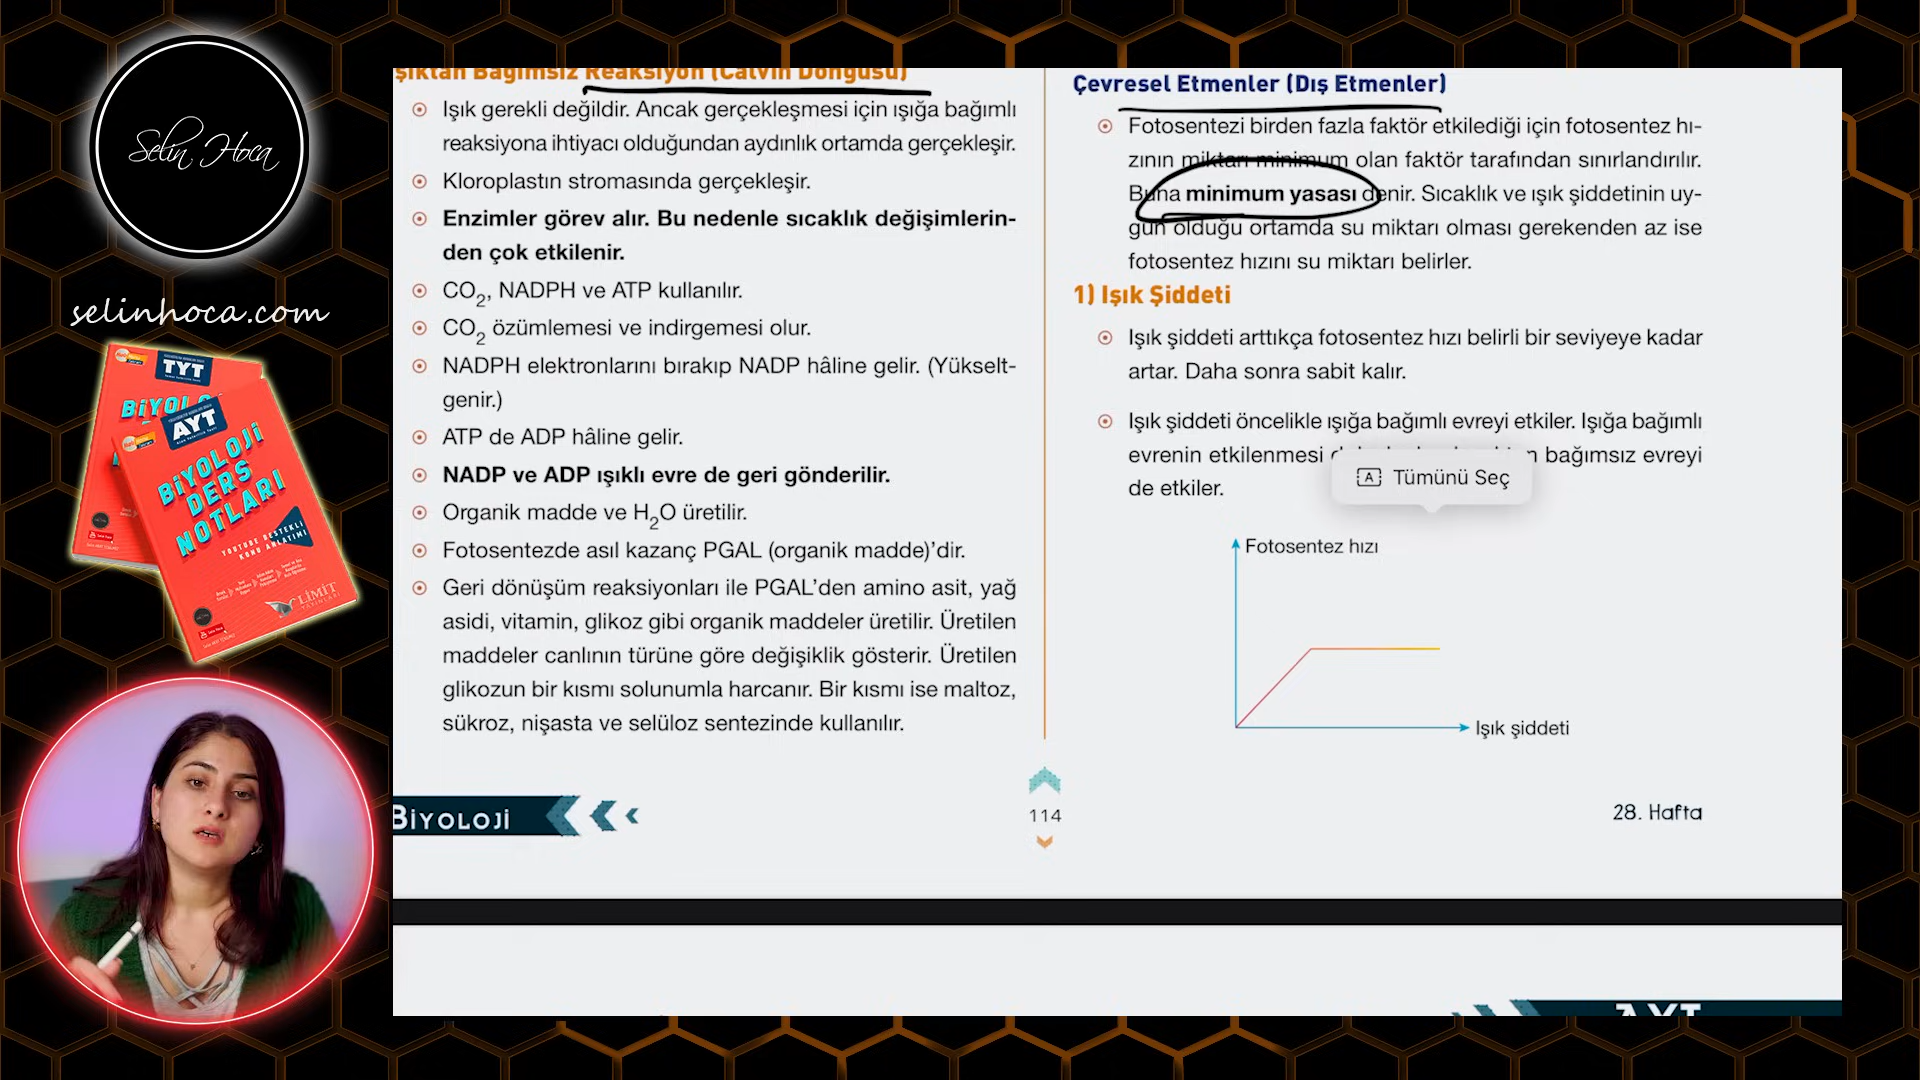 Selin Hoca
selinhoca.com
TYT
BİYOLO
AYT
BİYOLOJİ
DERS
NOTLARI
YOUTUBE DESTEKLİ
KONU ANLATIMI
LİMİT
Işıktan Bağımsız Reaksiyon (Calvin Döngüsü)
Işık gerekli değildir. Ancak gerçekleşmesi için ışığa bağımlı
reaksiyona ihtiyacı olduğundan aydınlık ortamda gerçekleşir.
Kloroplastın stromasında gerçekleşir.
Enzimler görev alır. Bu nedenle sıcaklık değişimlerin-
den çok etkilenir.
CO2, NADPH ve ATP kullanılır.
CO2 özümlemesi ve indirgemesi olur.
NADPH elektronlarını bırakıp NADP hâline gelir. (Yükselt-
genir.)
ATP de ADP hâline gelir.
NADP ve ADP ışıklı evre de geri gönderilir.
Organik madde ve H2O üretilir.
Fotosentezde asıl kazanç PGAL (organik madde)’dir.
Geri dönüşüm reaksiyonları ile PGAL’den amino asit, yağ
asidi, vitamin, glikoz gibi organik maddeler üretilir. Üretilen
maddeler canlının türüne göre değişiklik gösterir. Üretilen
glikozun bir kısmı solunumla harcanır. Bir kısmı ise maltoz,
sükroz, nişasta ve selüloz sentezinde kullanılır.
Çevresel Etmenler (Dış Etmenler)
Fotosentezi birden fazla faktör etkilediği için fotosentez hı-
zının miktarı minimum olan faktör tarafından sınırlandırılır.
Buna minimum yasası denir. Sıcaklık ve ışık şiddetinin uy-
gun olduğu ortamda su miktarı olması gerekenden az ise
fotosentez hızını su miktarı belirler.
1) Işık Şiddeti
Işık şiddeti arttıkça fotosentez hızı belirli bir seviyeye kadar
artar. Daha sonra sabit kalır.
Işık şiddeti öncelikle ışığa bağımlı evreyi etkiler. Işığa bağımlı
evrenin etkilenmesi bağımsız evreyi
de etkiler.
Tümünü Seç
Fotosentez hızı
Işık şiddeti
BİYOLOJİ
114
28. Hafta
AYT